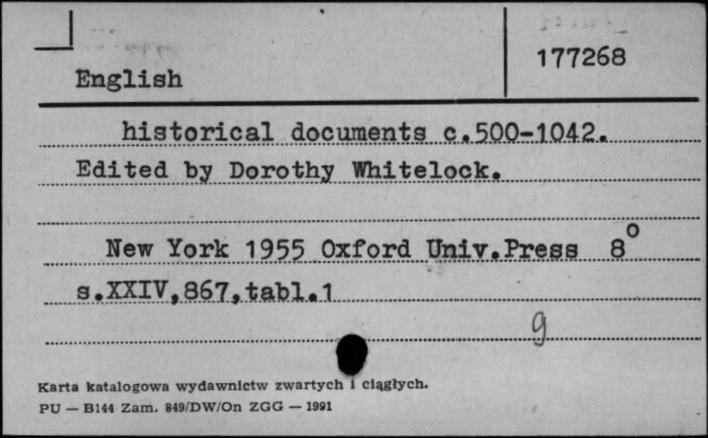 177268
English
historical documents c.500-1042.
Edited by Dorothy Whitelock.
New York 1955 Oxford Univ.Press 8°
s.XXIV,867,tabl.1
g
Karta katalogowa wydawnictw zwartych i ciągłych.
PU — B144 Zam. 849/DW/On ZGG — 1991